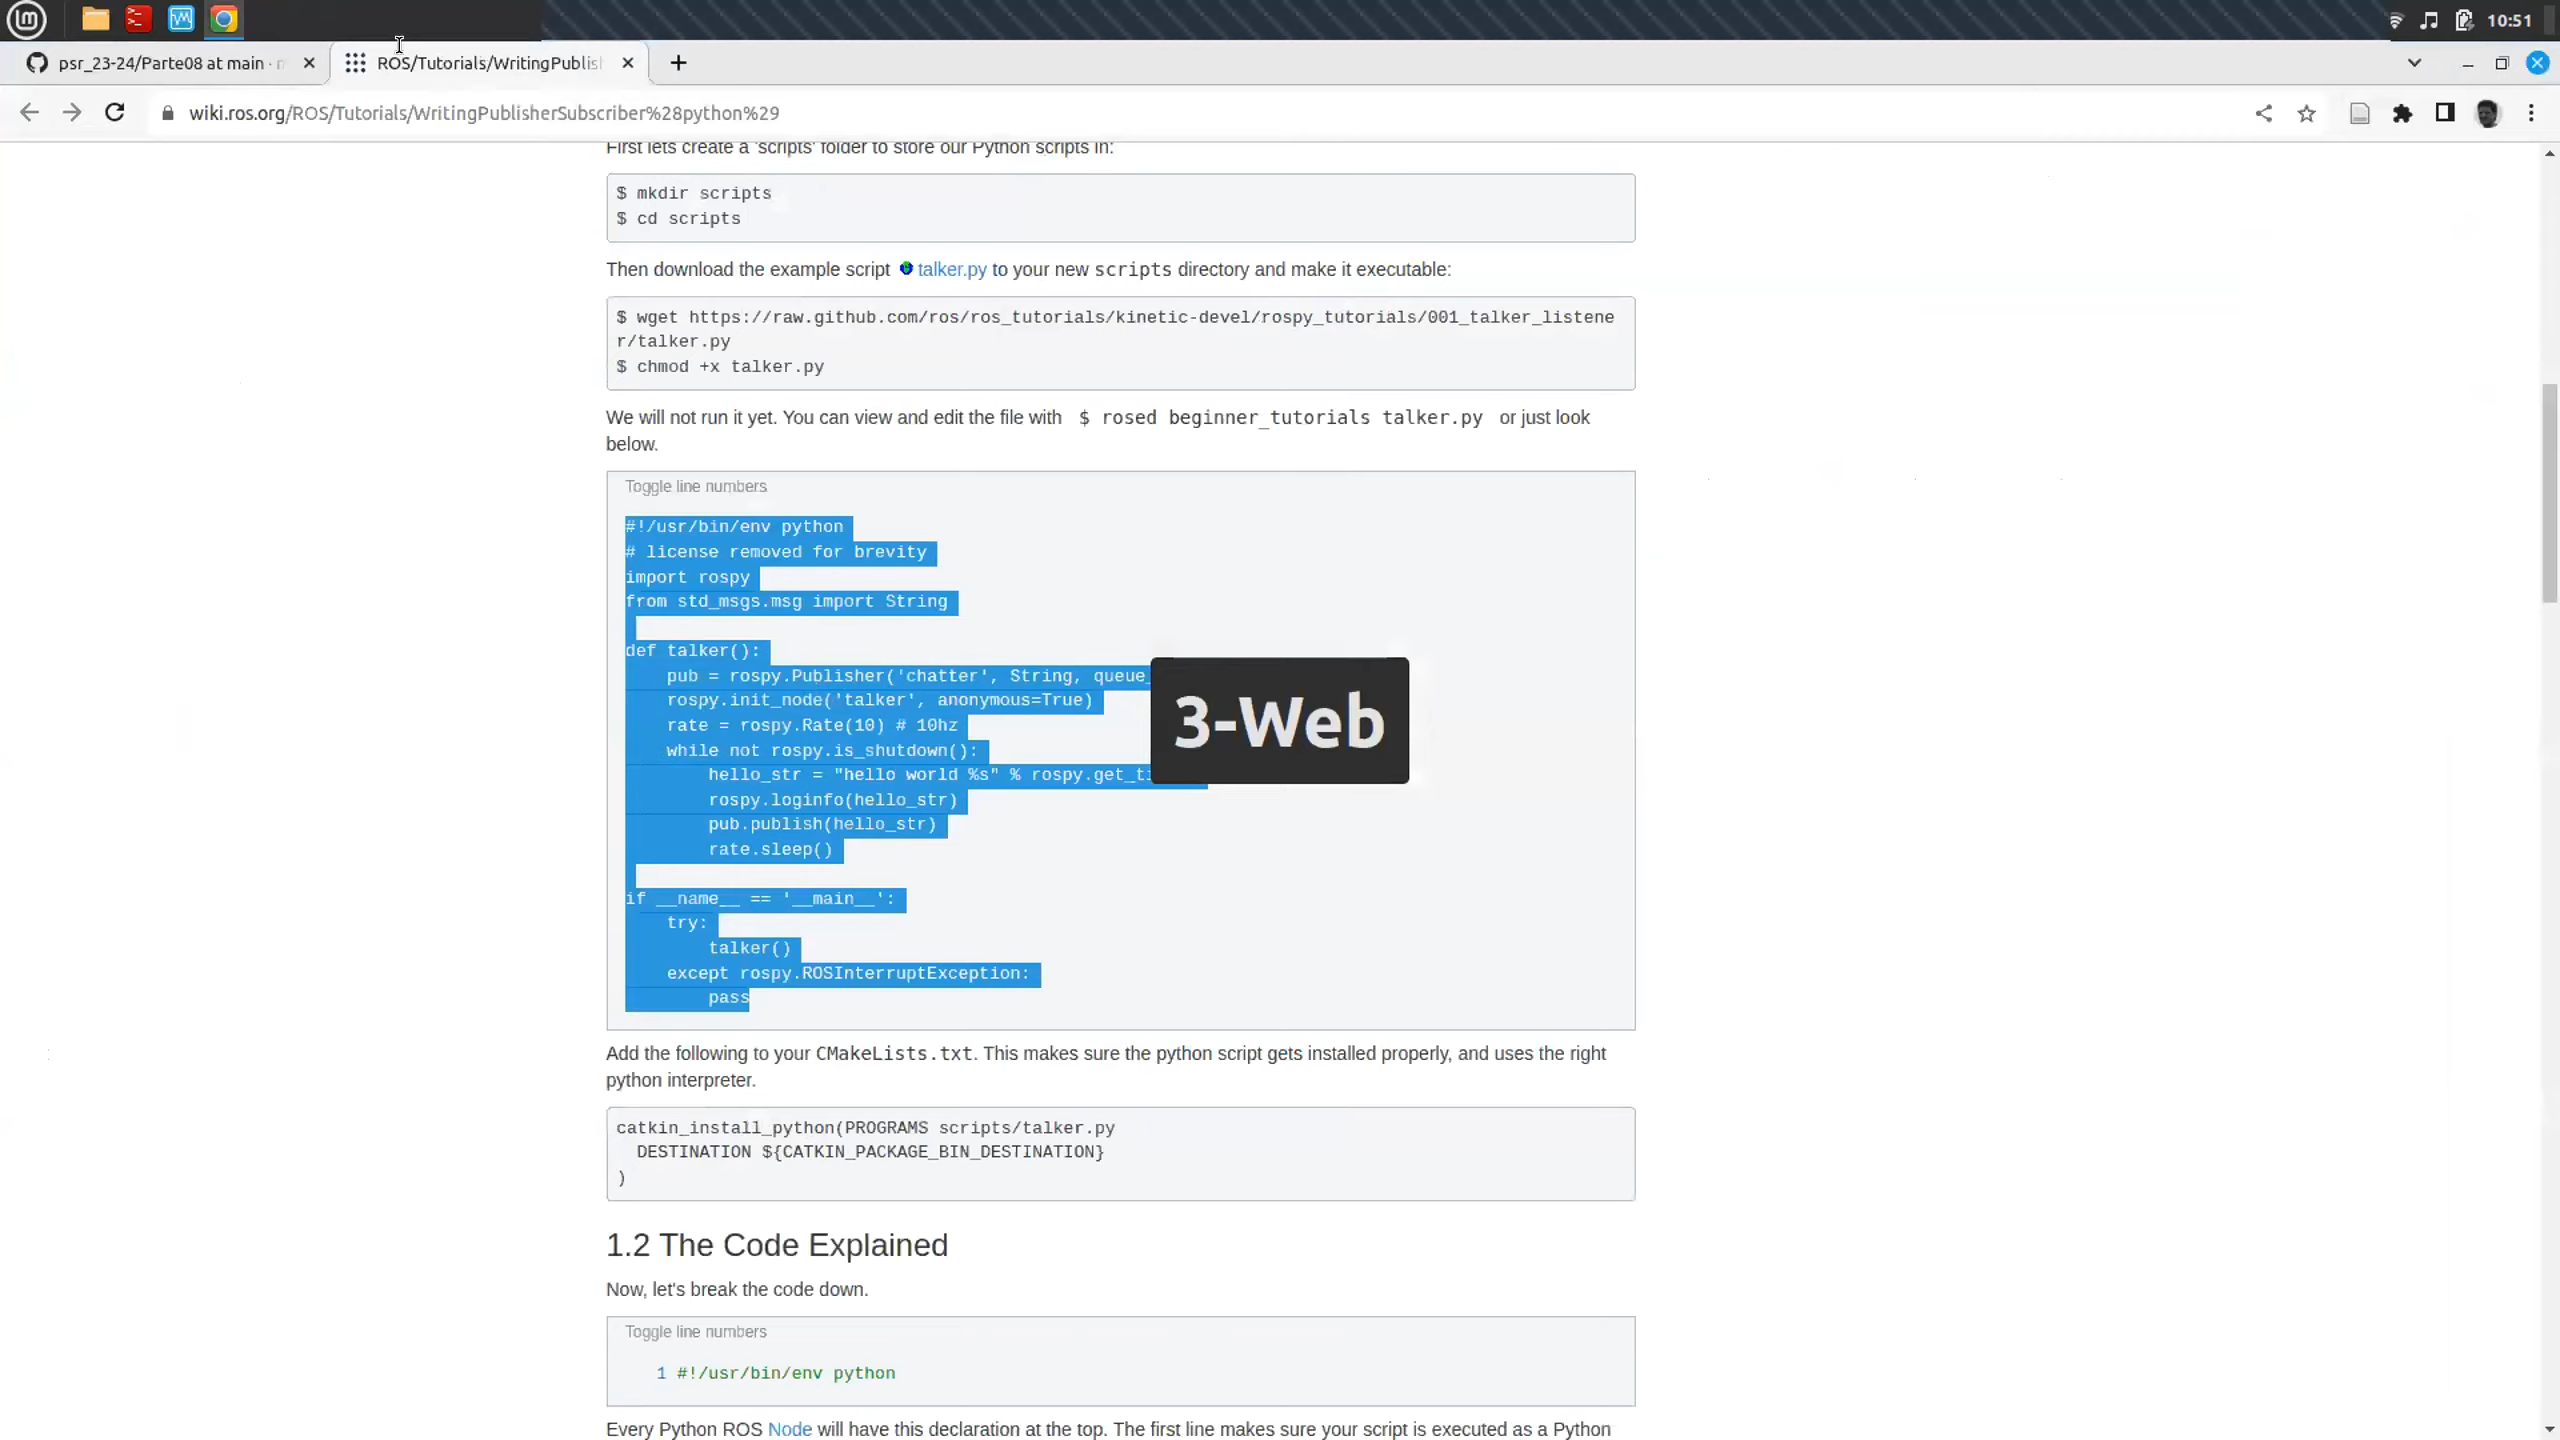 10:51
psr_23-24/Parte08 at main ·
ROS/Tutorials/WritingPublis
wiki.ros.org/ROS/Tutorials/WritingPublisherSubscriber%28python%29
First lets create a 'scripts' folder to store our Python scripts in:
$ mkdir scripts
$ cd scripts
Then download the example script talker.py to your new scripts directory and make it executable:
$ wget https://raw.github.com/ros/ros_tutorials/kinetic-devel/rospy_tutorials/001_talker_listene
r/talker.py
$ chmod +x talker.py
We will not run it yet. You can view and edit the file with $ rosed beginner_tutorials talker.py or just look
below.
Toggle line numbers
#!/usr/bin/env python
# license removed for brevity
import rospy
from std_msgs.msg import String
def talker():
pub = rospy.Publisher('chatter', String, queue_
rospy.init_node('talker', anonymous=True)
rate = rospy.Rate(10) # 10hz
while not rospy.is_shutdown():
hello_str = "hello world %s" % rospy.get_ti
rospy.loginfo(hello_str)
pub.publish(hello_str)
rate.sleep()
if __name__ == '__main__':
try:
talker()
except rospy.ROSInterruptException:
pass
3-Web
Add the following to your CMakeLists.txt. This makes sure the python script gets installed properly, and uses the right
python interpreter.
catkin_install_python(PROGRAMS scripts/talker.py
DESTINATION ${CATKIN_PACKAGE_BIN_DESTINATION}
)
1.2 The Code Explained
Now, let's break the code down.
Toggle line numbers
1 #!/usr/bin/env python
Every Python ROS Node will have this declaration at the top. The first line makes sure your script is executed as a Python